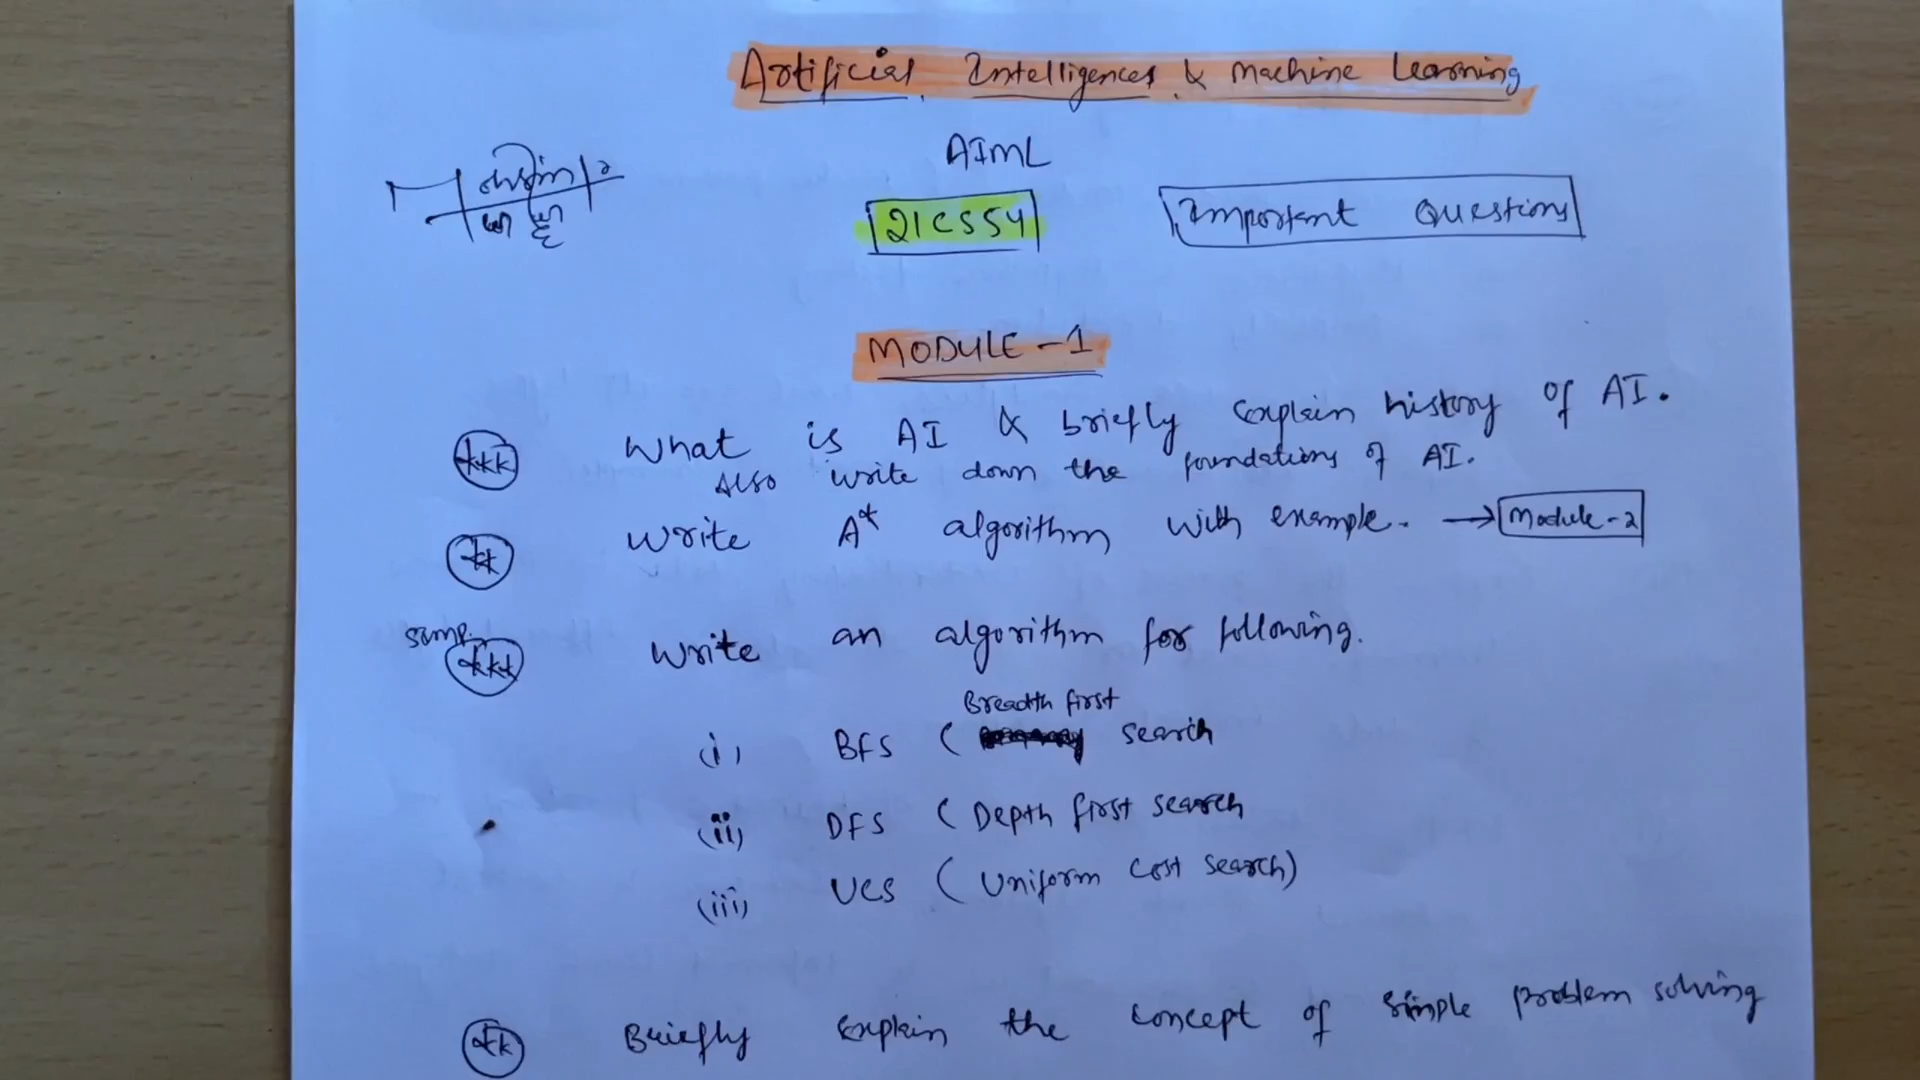 Artificial Intelligences & Machine Learning
AIML
21CS54
Important Questions
MODULE-1
*** What is AI & briefly explain history of AI.
Also write down the foundations of AI.
** Write A* algorithm with example. → Module-2
*** Write an algorithm for following.
Breadth first
(i) BFS ( search
(ii) DFS ( Depth first search
(iii) UCS ( Uniform cost search)
** Briefly explain the concept of simple problem solving